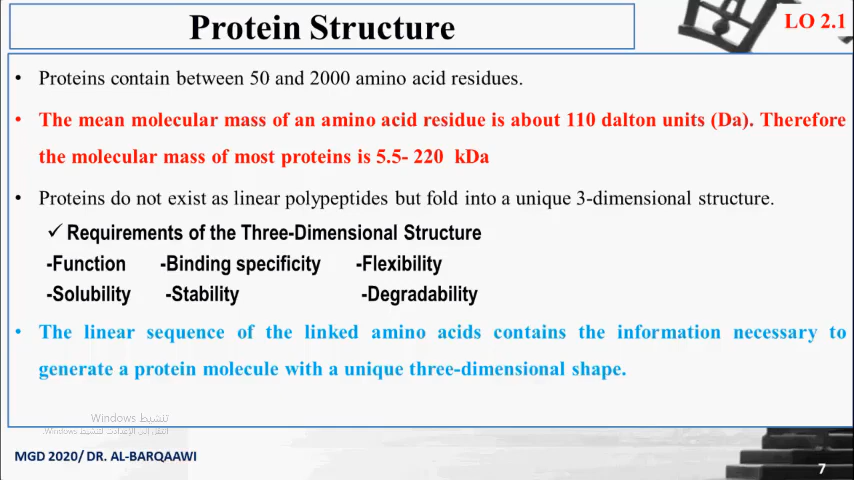 Protein Structure
LO 2.1
• Proteins contain between 50 and 2000 amino acid residues.
• The mean molecular mass of an amino acid residue is about 110 dalton units (Da). Therefore
the molecular mass of most proteins is 5.5- 220 kDa
• Proteins do not exist as linear polypeptides but fold into a unique 3-dimensional structure.
✓ Requirements of the Three-Dimensional Structure
-Function -Binding specificity -Flexibility
-Solubility -Stability -Degradability
• The linear sequence of the linked amino acids contains the information necessary to
generate a protein molecule with a unique three-dimensional shape.
تنشيط Windows
انتقل إلى الإعدادات لتنشيط Windows.
MGD 2020/ DR. AL-BARQAAWI
7